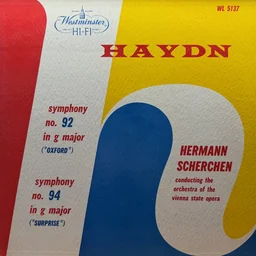 WL 5137
Westminster
HI-FI
HAYDN
symphony
no. 92
in g major
("OXFORD")
symphony
no. 94
in g major
("SURPRISE")
HERMANN
SCHERCHEN
conducting the
orchestra of the
vienna state opera